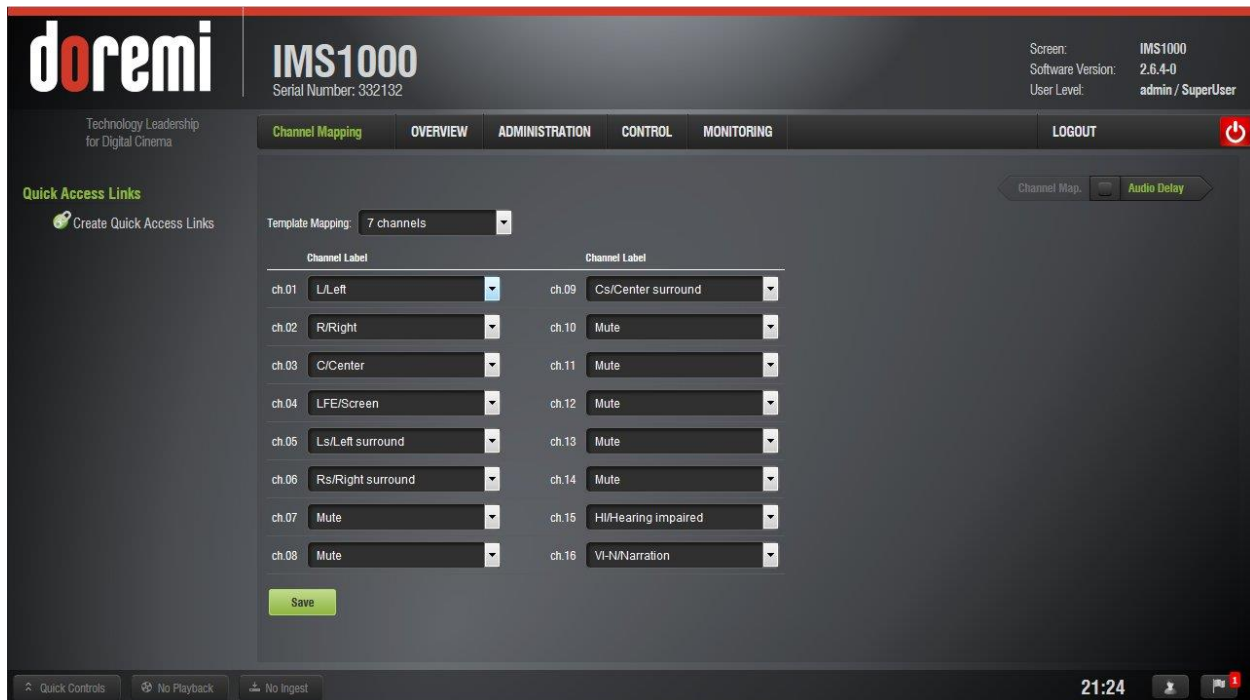 doremi
Technology Leadership
for Digital Cinema
IMS1000
Serial Number: 332132
Screen: IMS1000
Software Version: 2.6.4-0
User Level: admin / SuperUser
Channel Mapping OVERVIEW ADMINISTRATION CONTROL MONITORING LOGOUT
Quick Access Links
Create Quick Access Links
Channel Map. Audio Delay
Template Mapping: 7 channels
Channel Label Channel Label
ch.01 L/Left ch.09 Cs/Center surround
ch.02 R/Right ch.10 Mute
ch.03 C/Center ch.11 Mute
ch.04 LFE/Screen ch.12 Mute
ch.05 Ls/Left surround ch.13 Mute
ch.06 Rs/Right surround ch.14 Mute
ch.07 Mute ch.15 HI/Hearing impaired
ch.08 Mute ch.16 VI-N/Narration
Save
Quick Controls No Playback No Ingest 21:24 1